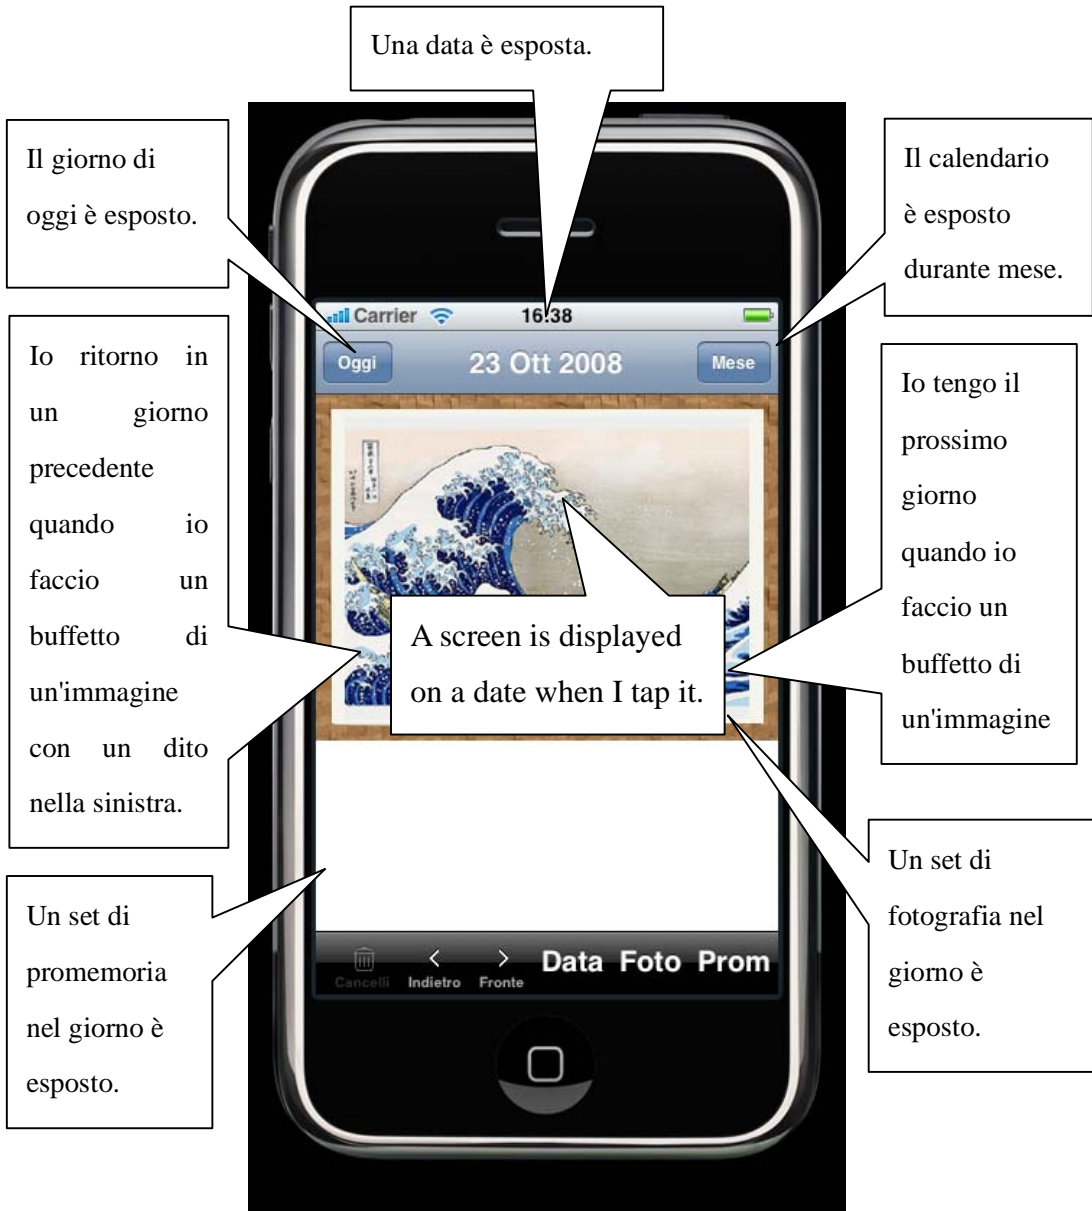 Una data è esposta.
Il giorno di
oggi è esposto.
Il calendario
è esposto
durante mese.
Carrier
16:38
Oggi
23 Ott 2008
Mese
Io ritorno in
un giorno
precedente
quando io
faccio un
buffetto di
un'immagine
con un dito
nella sinistra.
Io tengo il
prossimo
giorno
quando io
faccio un
buffetto di
un'immagine
A screen is displayed
on a date when I tap it.
Un set di
promemoria
nel giorno è
esposto.
Un set di
fotografia nel
giorno è
esposto.
Cancelli
Indietro
Fronte
Data Foto Prom